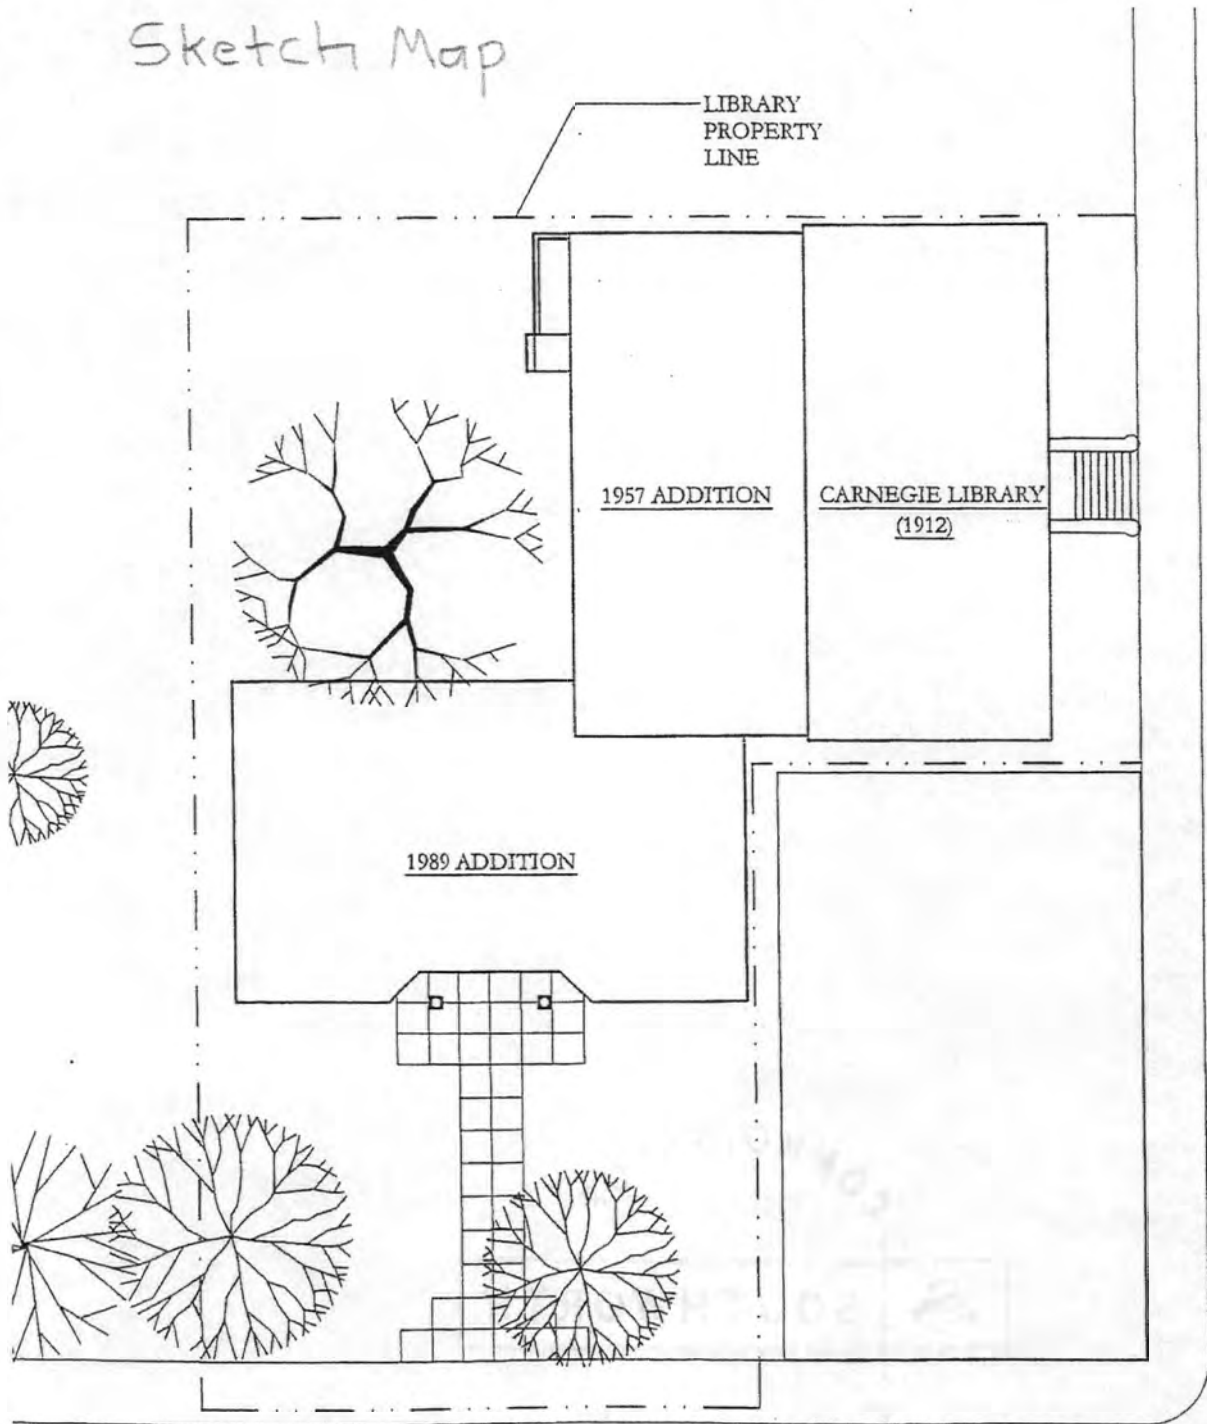 Sketch Map
LIBRARY
PROPERTY
LINE
1957 ADDITION
CARNEGIE LIBRARY
(1912)
1989 ADDITION